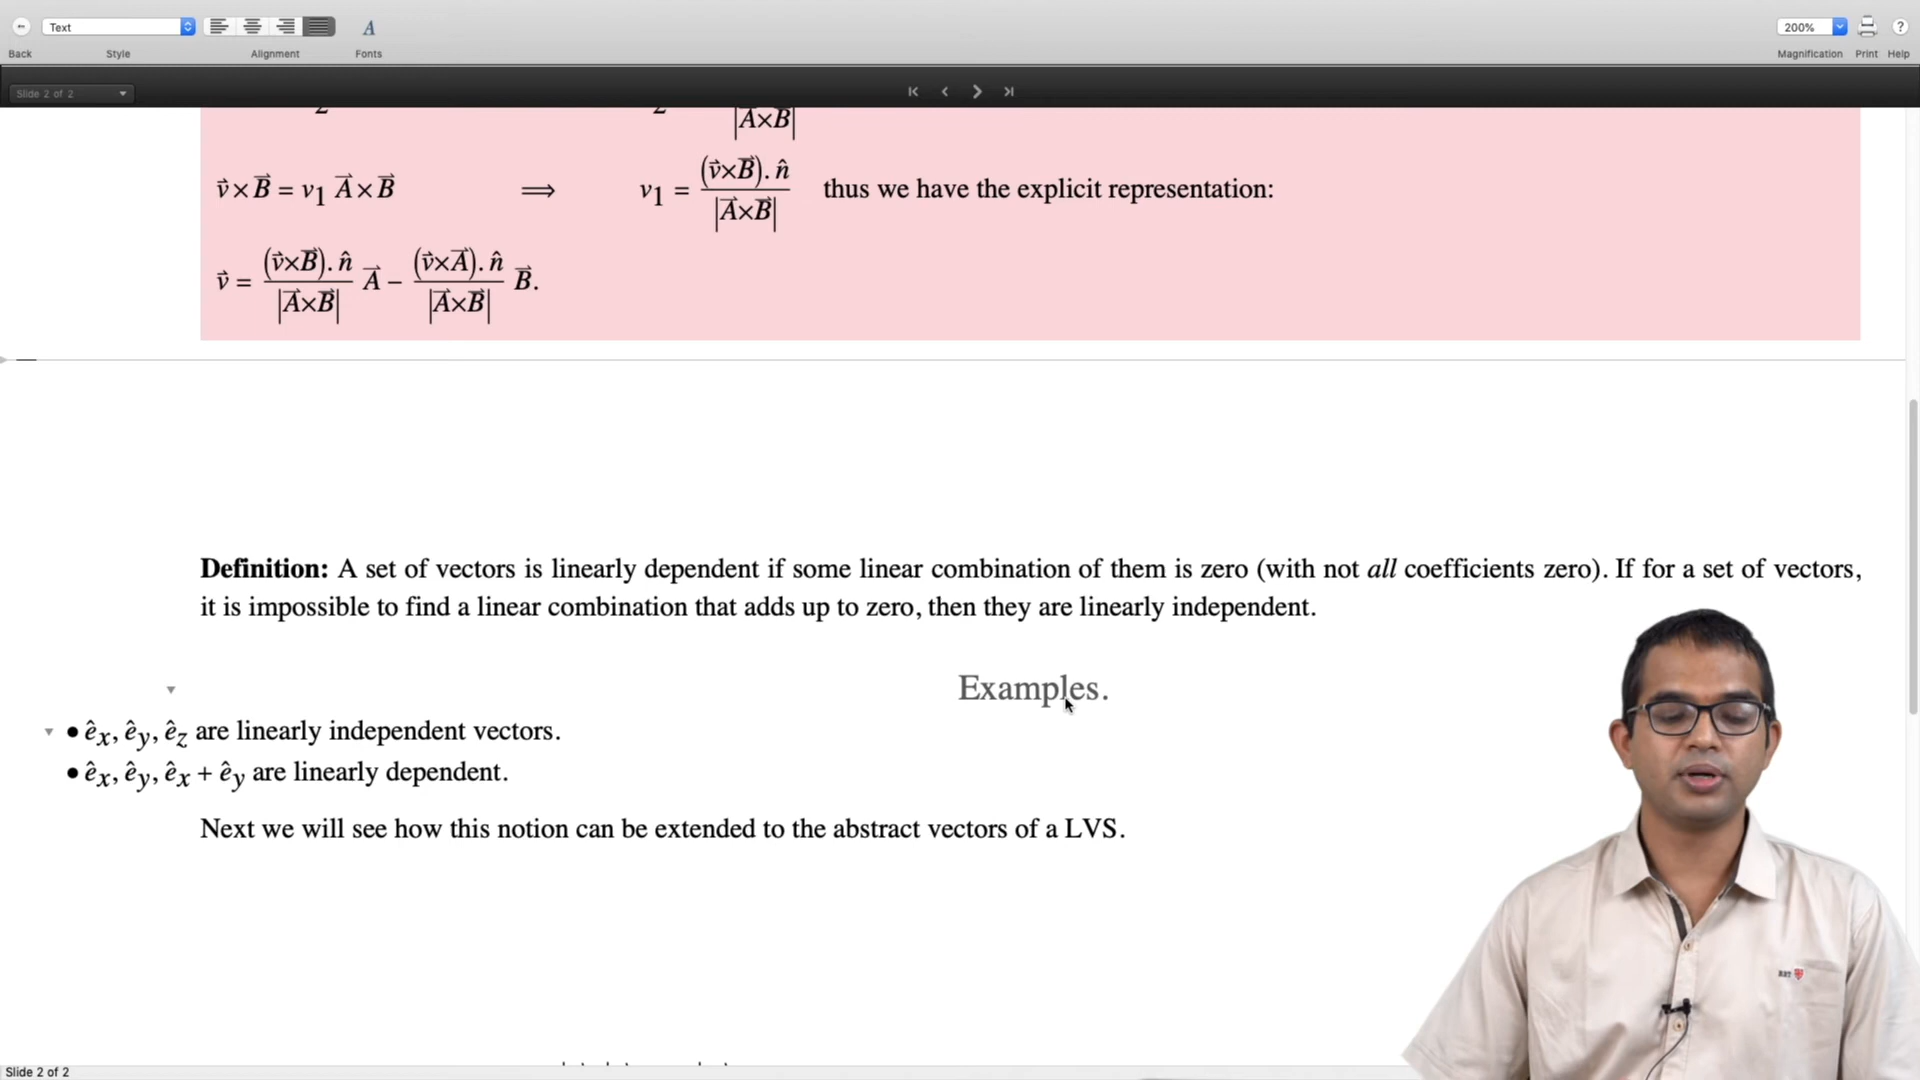 Text
200%
Back
Style
Alignment
Fonts
Magnification
Print
Help
Slide 2 of 2
|A⃗×B⃗|
v⃗×B⃗ = v₁ A⃗×B⃗ ⟹ v₁ = (v⃗×B⃗). n̂ / |A⃗×B⃗| thus we have the explicit representation:
v⃗ = (v⃗×B⃗). n̂ / |A⃗×B⃗| A⃗ − (v⃗×A⃗). n̂ / |A⃗×B⃗| B⃗.
Definition: A set of vectors is linearly dependent if some linear combination of them is zero (with not all coefficients zero). If for a set of vectors,
it is impossible to find a linear combination that adds up to zero, then they are linearly independent.
Examples.
• êₓ, ê_y, ê_z are linearly independent vectors.
• êₓ, ê_y, êₓ + ê_y are linearly dependent.
Next we will see how this notion can be extended to the abstract vectors of a LVS.
Slide 2 of 2